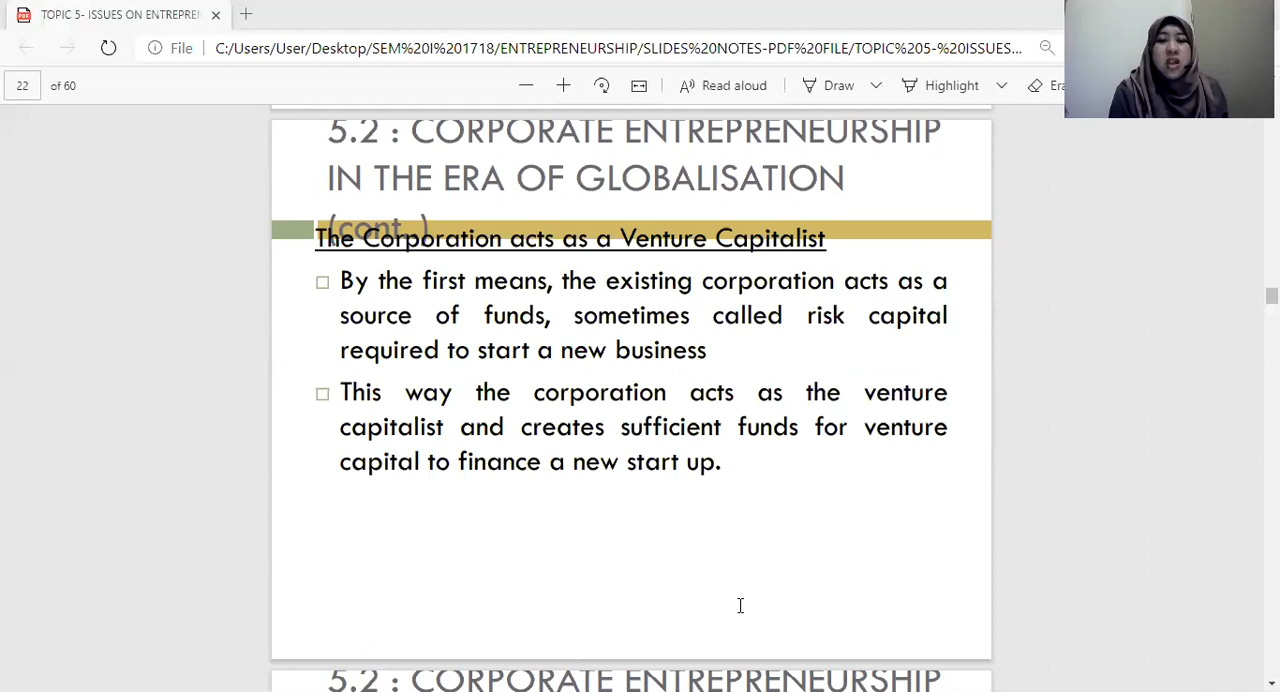 TOPIC 5- ISSUES ON ENTREPREN
File
C:/Users/User/Desktop/SEM%20I%201718/ENTREPRENEURSHIP/SLIDES%20NOTES-PDF%20FILE/TOPIC%205-%20ISSUES...
22 of 60
Read aloud
Draw
Highlight
Era
5.2 : CORPORATE ENTREPRENEURSHIP
IN THE ERA OF GLOBALISATION
(cont..)
The Corporation acts as a Venture Capitalist
By the first means, the existing corporation acts as a
source of funds, sometimes called risk capital
required to start a new business
This way the corporation acts as the venture
capitalist and creates sufficient funds for venture
capital to finance a new start up.
5.2 : CORPORATE ENTREPRENEURSHIP